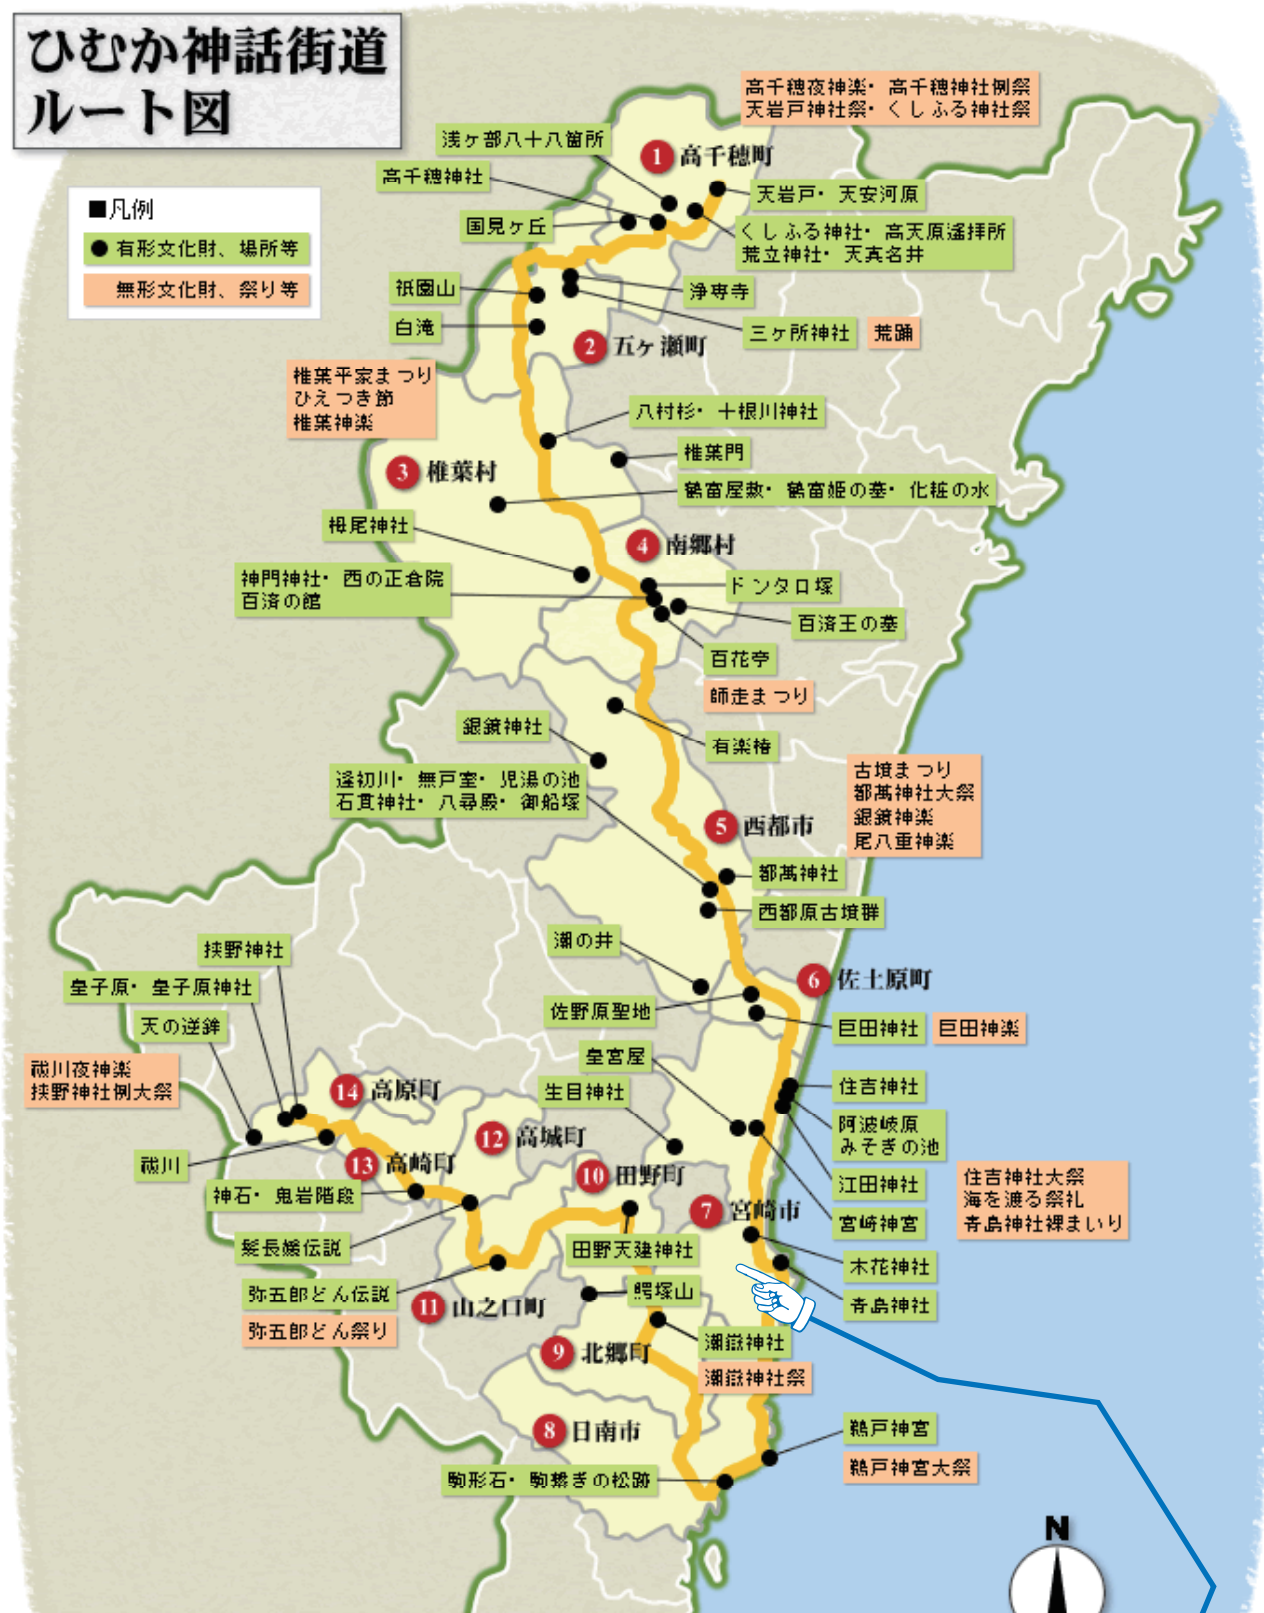 ひむか神話街道
ルート図
■凡例
有形文化財、場所等
無形文化財、祭り等
高千穂夜神楽・高千穂神社例祭
天岩戸神社祭・くしふる神社祭
浅ヶ部八十八箇所
1 高千穂町
高千穂神社
天岩戸・天安河原
国見ヶ丘
くしふる神社・高天原遙拝所
荒立神社・天真名井
祇園山
浄専寺
白滝
三ヶ所神社
荒踊
2 五ヶ瀬町
椎葉平家まつり
ひえつき節
椎葉神楽
八村杉・十根川神社
椎葉門
3 椎葉村
鶴富屋敷・鶴富姫の墓・化粧の水
栂尾神社
4 南郷村
神門神社・西の正倉院
百済の館
ドンタロ塚
百済王の墓
百花亭
師走まつり
銀鏡神社
有楽椿
逢初川・無戸室・児湯の池
石貫神社・八尋殿・御船塚
古墳まつり
都萬神社大祭
銀鏡神楽
尾八重神楽
5 西都市
都萬神社
西都原古墳群
潮の井
挟野神社
皇子原・皇子原神社
6 佐土原町
天の逆鉾
佐野原聖地
巨田神社
巨田神楽
皇宮屋
祓川夜神楽
挟野神社例大祭
生目神社
住吉神社
14 高原町
阿波岐原
みそぎの池
12 高城町
祓川
13 高崎町
10 田野町
江田神社
住吉神社大祭
海を渡る祭礼
青島神社裸まいり
神石・鬼岩階段
7 宮崎市
宮崎神宮
髪長媛伝説
田野天建神社
木花神社
弥五郎どん伝説
鰐塚山
青島神社
11 山之口町
弥五郎どん祭り
潮嶽神社
9 北郷町
潮嶽神社祭
8 日南市
鵜戸神宮
鵜戸神宮大祭
駒形石・駒繋ぎの松跡
N